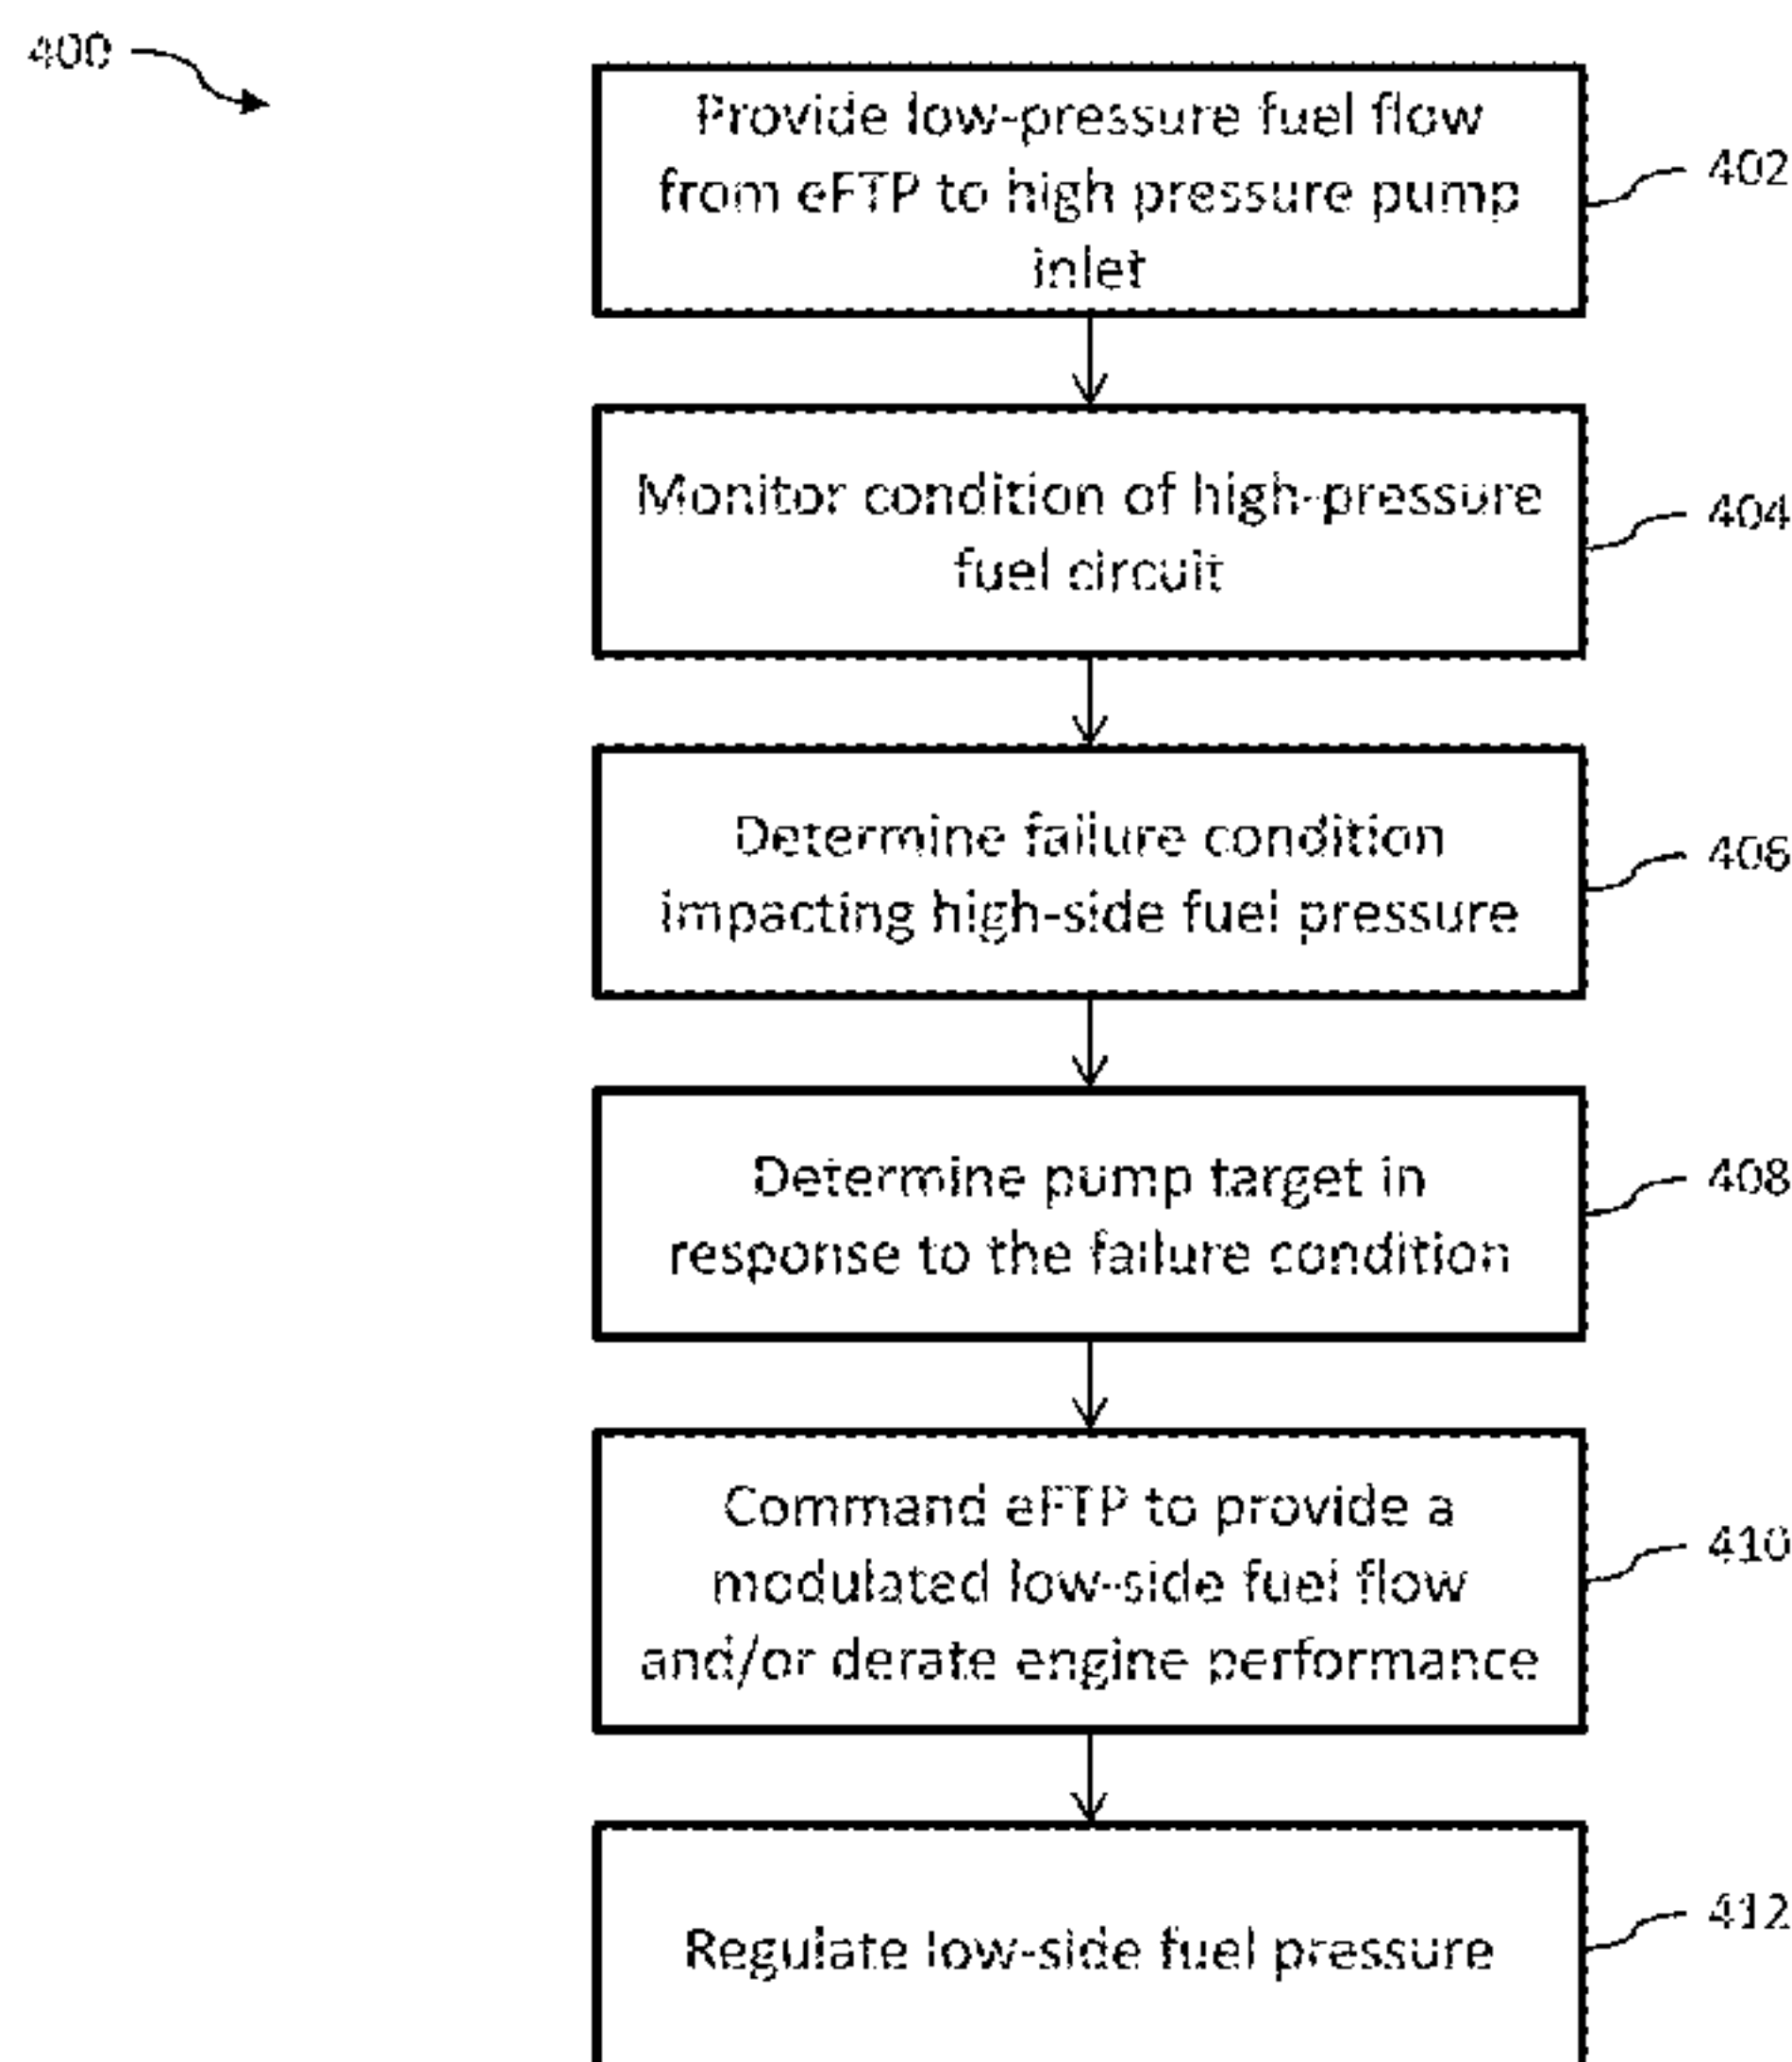 400
Provide low-pressure fuel flow
from eFTP to high pressure pump
inlet
402
Monitor condition of high-pressure
fuel circuit
404
Determine failure condition
impacting high-side fuel pressure
406
Determine pump target in
response to the failure condition
408
Command eFTP to provide a
modulated low-side fuel flow
and/or derate engine performance
410
Regulate low-side fuel pressure
412